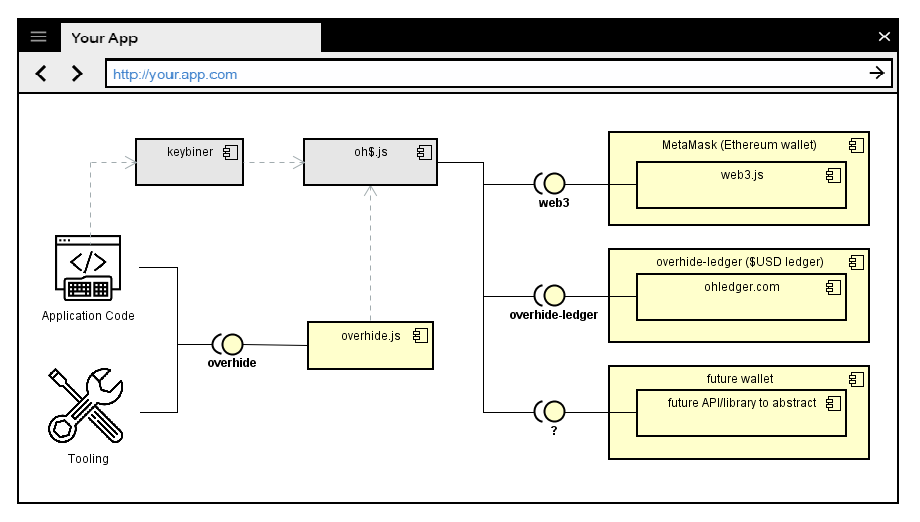 Your App
http://your.app.com
keybiner
oh$.js
MetaMask (Ethereum wallet)
web3.js
web3
overhide-ledger ($USD ledger)
ohledger.com
overhide-ledger
Application Code
overhide.js
overhide
future wallet
future API/library to abstract
?
Tooling